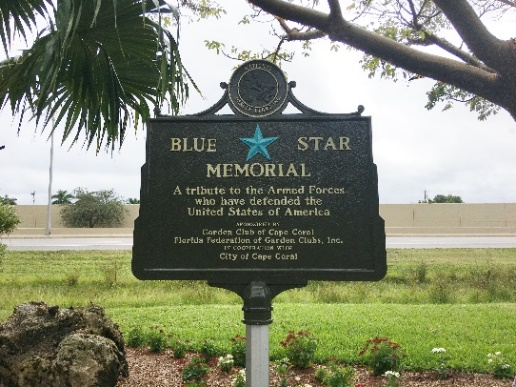 BLUE STAR
MEMORIAL
A tribute to the Armed Forces
who have defended the
United States of America
SPONSORED BY
Garden Club of Cape Coral
Florida Federation of Garden Clubs, Inc.
IN COOPERATION WITH
City of Cape Coral